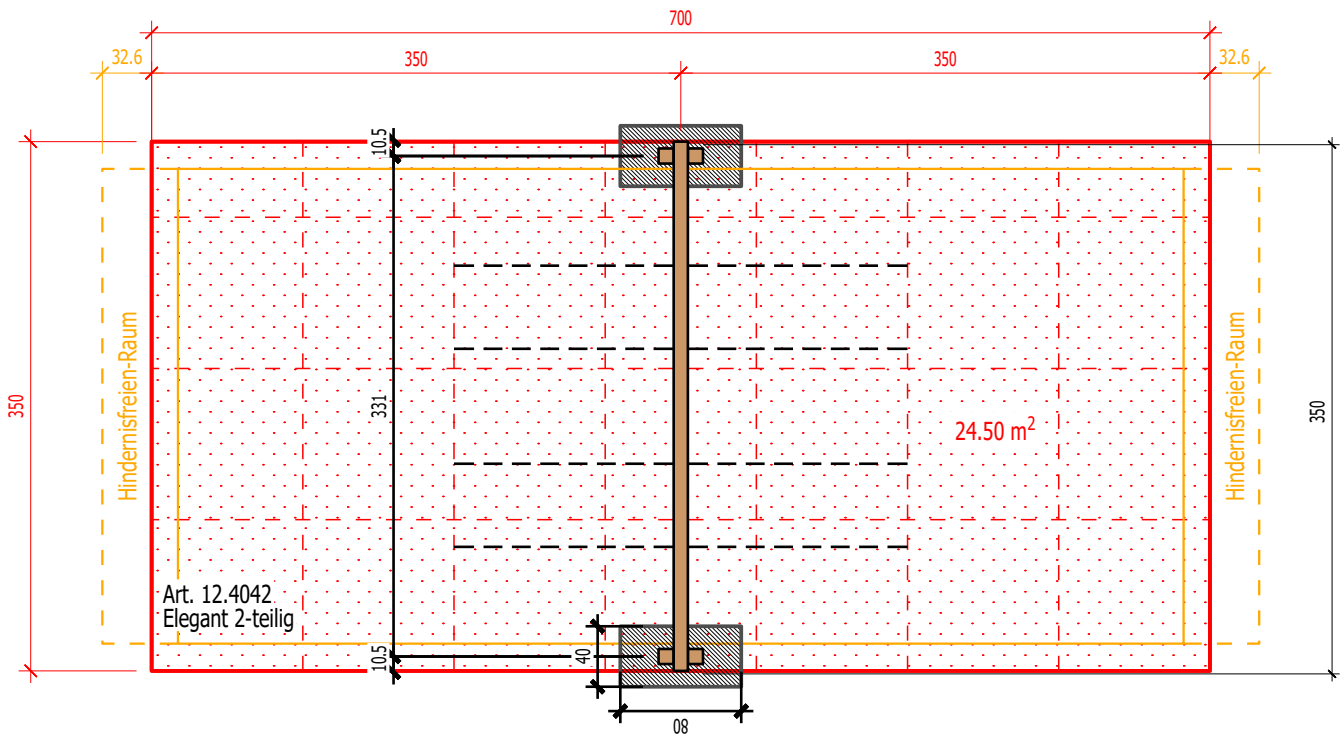 700
32.6
350
350
32.6
10.5
350
331
350
Hindernisfreien-Raum
Hindernisfreien-Raum
24.50 m²
Art. 12.4042
Elegant 2-teilig
10.5
40
80